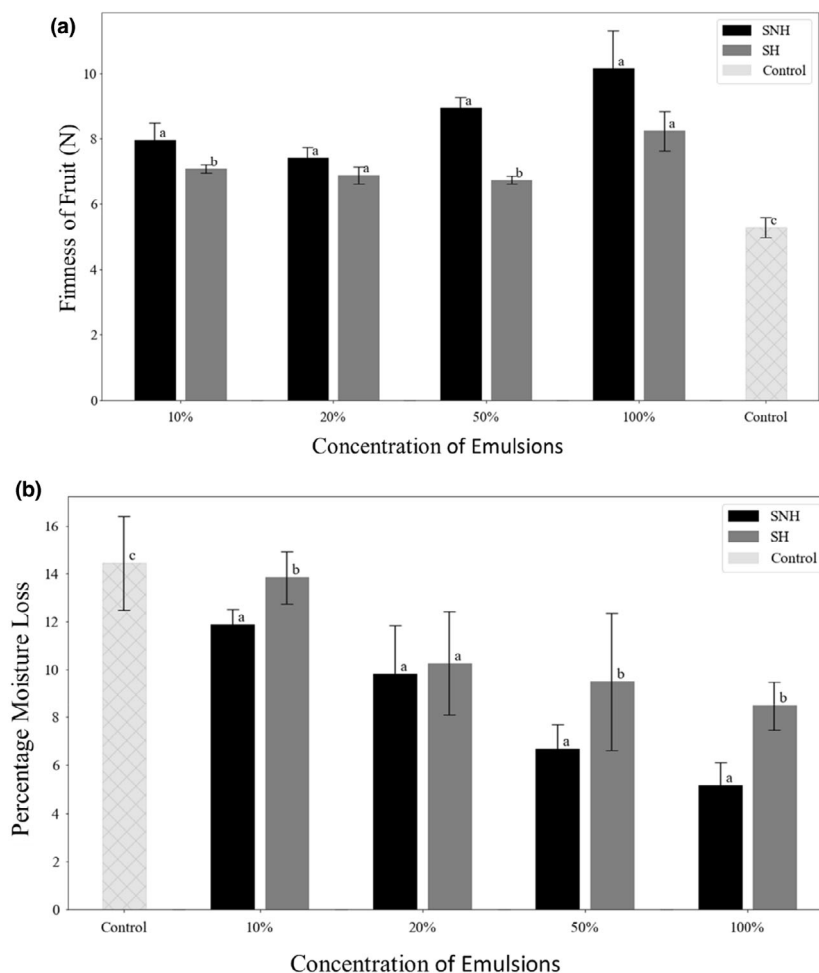 (a)
SNH
SH
Control
10
8
6
4
2
0
Fimness of Fruit (N)
a
b
a
a
a
b
a
a
c
10%
20%
50%
100%
Control
Concentration of Emulsions
(b)
SNH
SH
Control
16
14
12
10
8
6
4
2
0
Percentage Moisture Loss
c
a
b
a
a
a
b
a
b
Control
10%
20%
50%
100%
Concentration of Emulsions